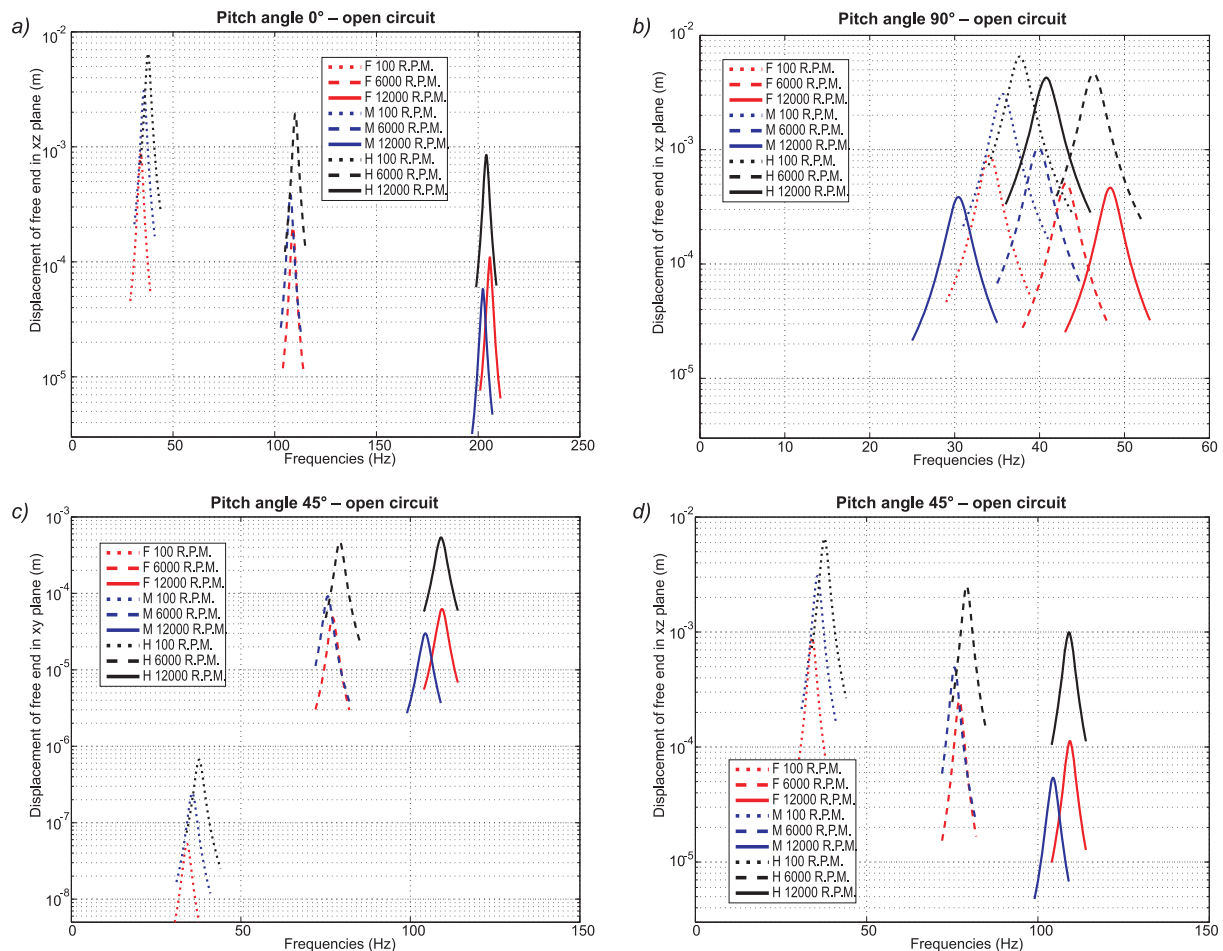 a)
Pitch angle 0° – open circuit
Displacement of free end in xz plane (m)
10-2
10-3
10-4
10-5
F 100 R.P.M.
F 6000 R.P.M.
F 12000 R.P.M.
M 100 R.P.M.
M 6000 R.P.M.
M 12000 R.P.M.
H 100 R.P.M.
H 6000 R.P.M.
H 12000 R.P.M.
0 50 100 150 200 250
Frequencies (Hz)
b)
Pitch angle 90° – open circuit
Displacement of free end in xz plane (m)
10-2
10-3
10-4
10-5
F 100 R.P.M.
F 6000 R.P.M.
F 12000 R.P.M.
M 100 R.P.M.
M 6000 R.P.M.
M 12000 R.P.M.
H 100 R.P.M.
H 6000 R.P.M.
H 12000 R.P.M.
0 10 20 30 40 50 60
Frequencies (Hz)
c)
Pitch angle 45° – open circuit
Displacement of free end in xy plane (m)
10-3
10-4
10-5
10-6
10-7
10-8
F 100 R.P.M.
F 6000 R.P.M.
F 12000 R.P.M.
M 100 R.P.M.
M 6000 R.P.M.
M 12000 R.P.M.
H 100 R.P.M.
H 6000 R.P.M.
H 12000 R.P.M.
0 50 100 150
Frequencies (Hz)
d)
Pitch angle 45° – open circuit
Displacement of free end in xz plane (m)
10-2
10-3
10-4
10-5
F 100 R.P.M.
F 6000 R.P.M.
F 12000 R.P.M.
M 100 R.P.M.
M 6000 R.P.M.
M 12000 R.P.M.
H 100 R.P.M.
H 6000 R.P.M.
H 12000 R.P.M.
0 50 100 150
Frequencies (Hz)